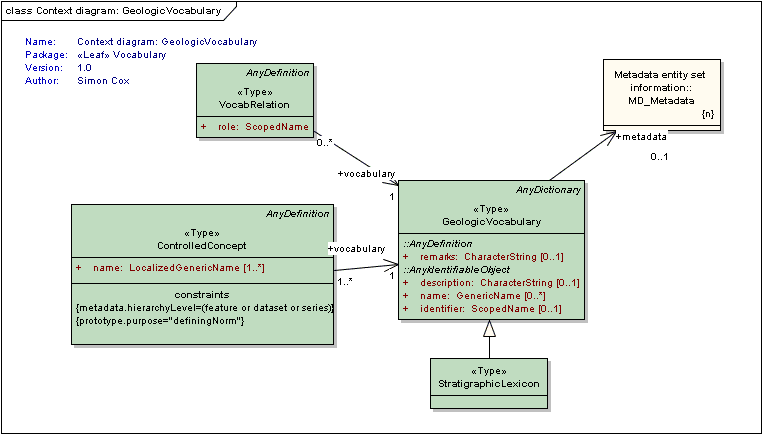 class Context diagram: GeologicVocabulary
Name: Context diagram: GeologicVocabulary
Package: «Leaf» Vocabulary
Version: 1.0
Author: Simon Cox
AnyDefinition
«Type»
VocabRelation
+ role: ScopedName
0..*
+vocabulary
1
Metadata entity set
information::
MD_Metadata
{n}
+metadata
0..1
AnyDictionary
«Type»
GeologicVocabulary
::AnyDefinition
+ remarks: CharacterString [0..1]
::AnyIdentifiableObject
+ description: CharacterString [0..1]
+ name: GenericName [0..*]
+ identifier: ScopedName [0..1]
AnyDefinition
«Type»
ControlledConcept
+ name: LocalizedGenericName [1..*]
constraints
{metadata.hierarchyLevel=(feature or dataset or series)}
{prototype.purpose="definingNorm"}
+vocabulary
1..*
1
«Type»
StratigraphicLexicon